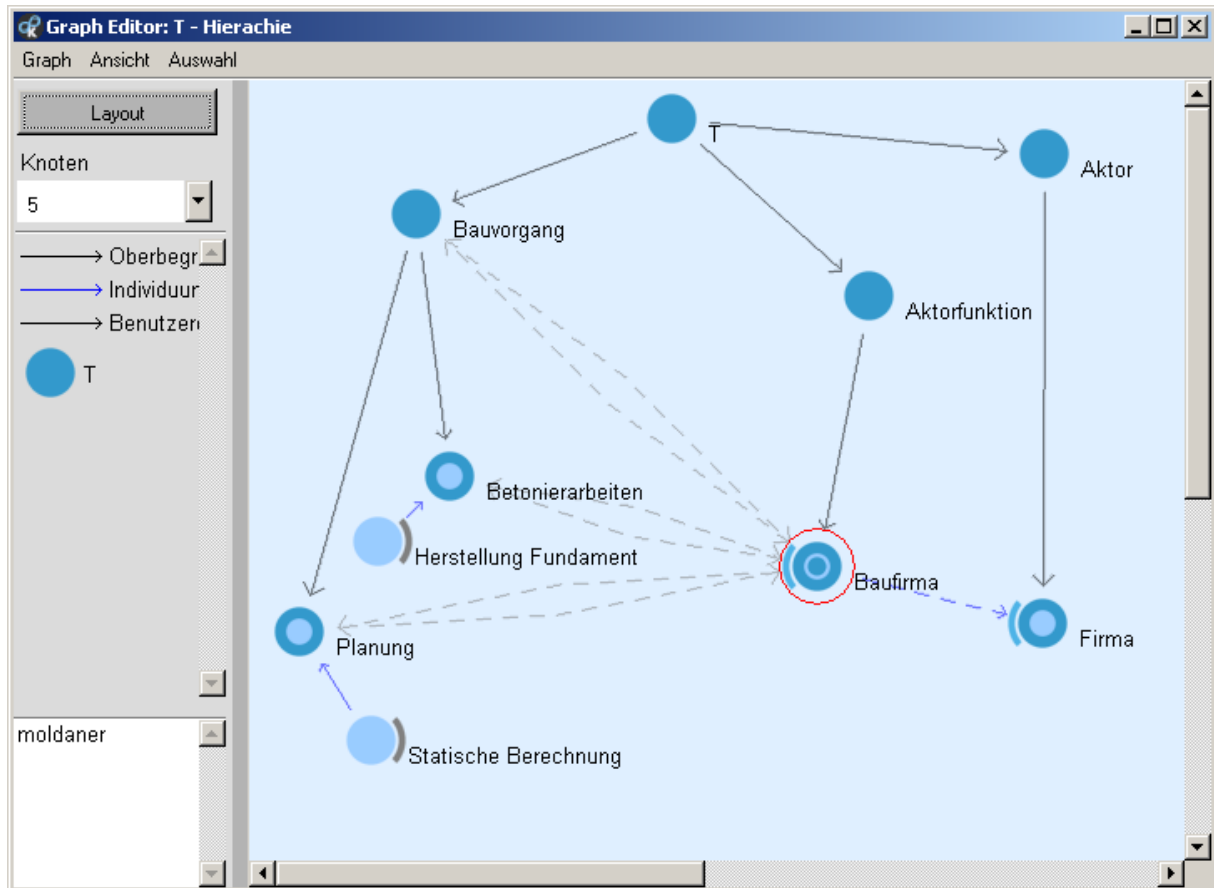 Graph Editor: T - Hierachie
Graph Ansicht Auswahl
Layout
Knoten
5
Oberbegr
Individuur
Benutzer
T
moldaner
T
Aktor
Bauvorgang
Aktorfunktion
Betonierarbeiten
Herstellung Fundament
Baufirma
Firma
Planung
Statische Berechnung